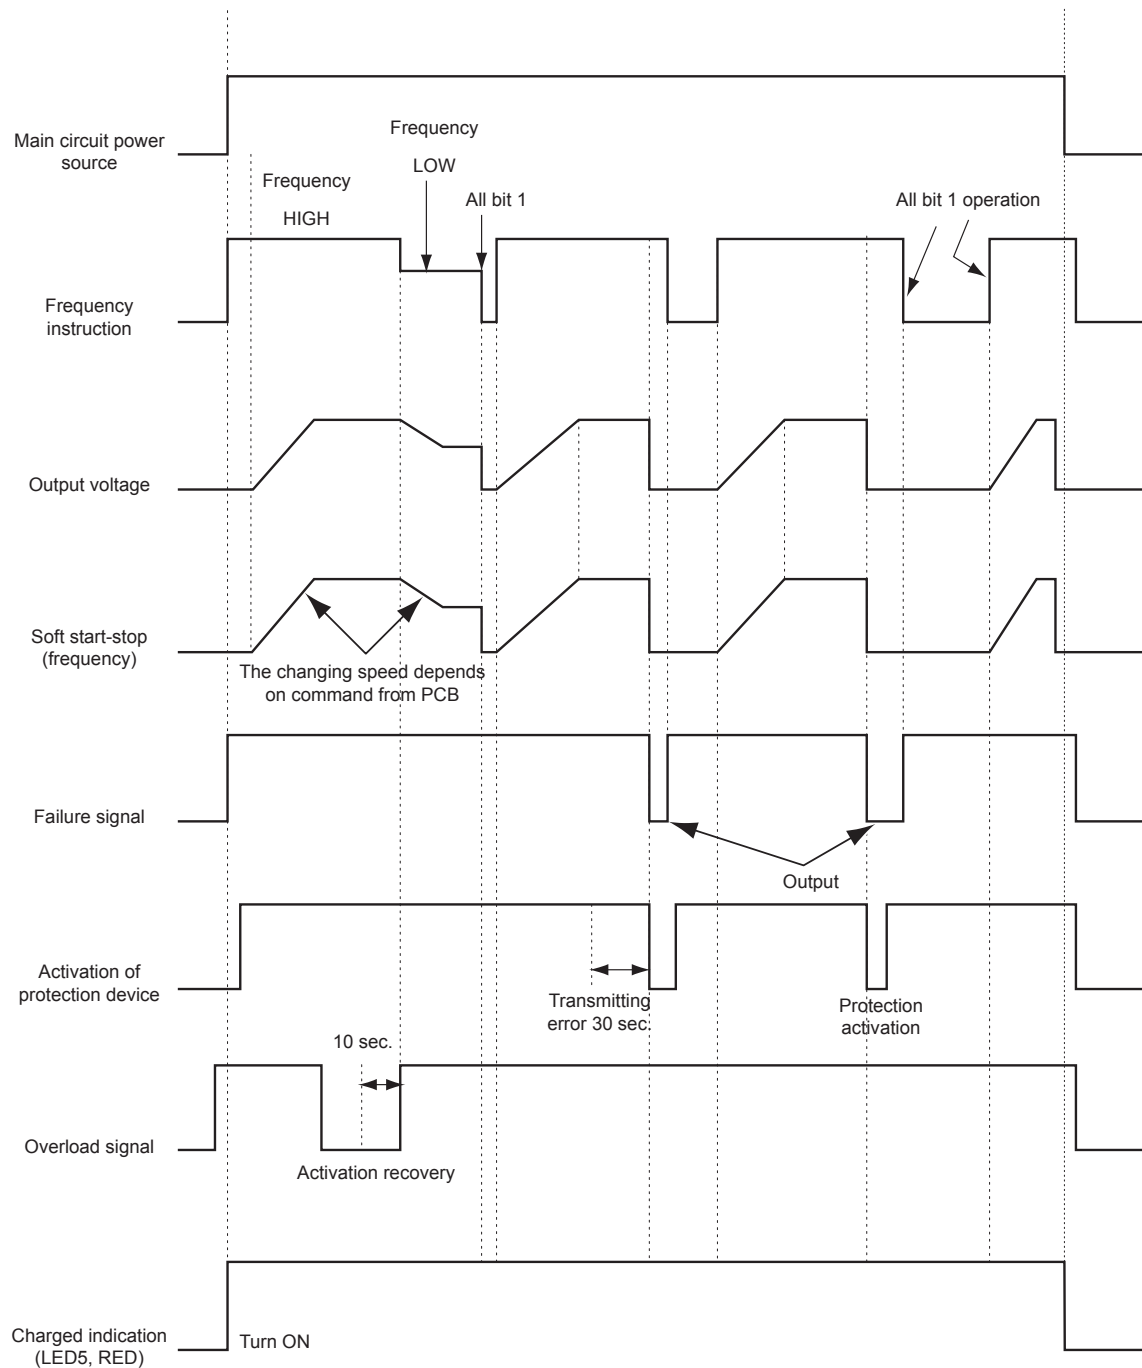 Main circuit power
source
Frequency
LOW
Frequency
HIGH
All bit 1
All bit 1 operation
Frequency
instruction
Output voltage
Soft start-stop
(frequency)
The changing speed depends
on command from PCB
Failure signal
Output
Activation of
protection device
Transmitting
error 30 sec.
Protection
activation
10 sec.
Overload signal
Activation recovery
Charged indication
(LED5, RED)
Turn ON